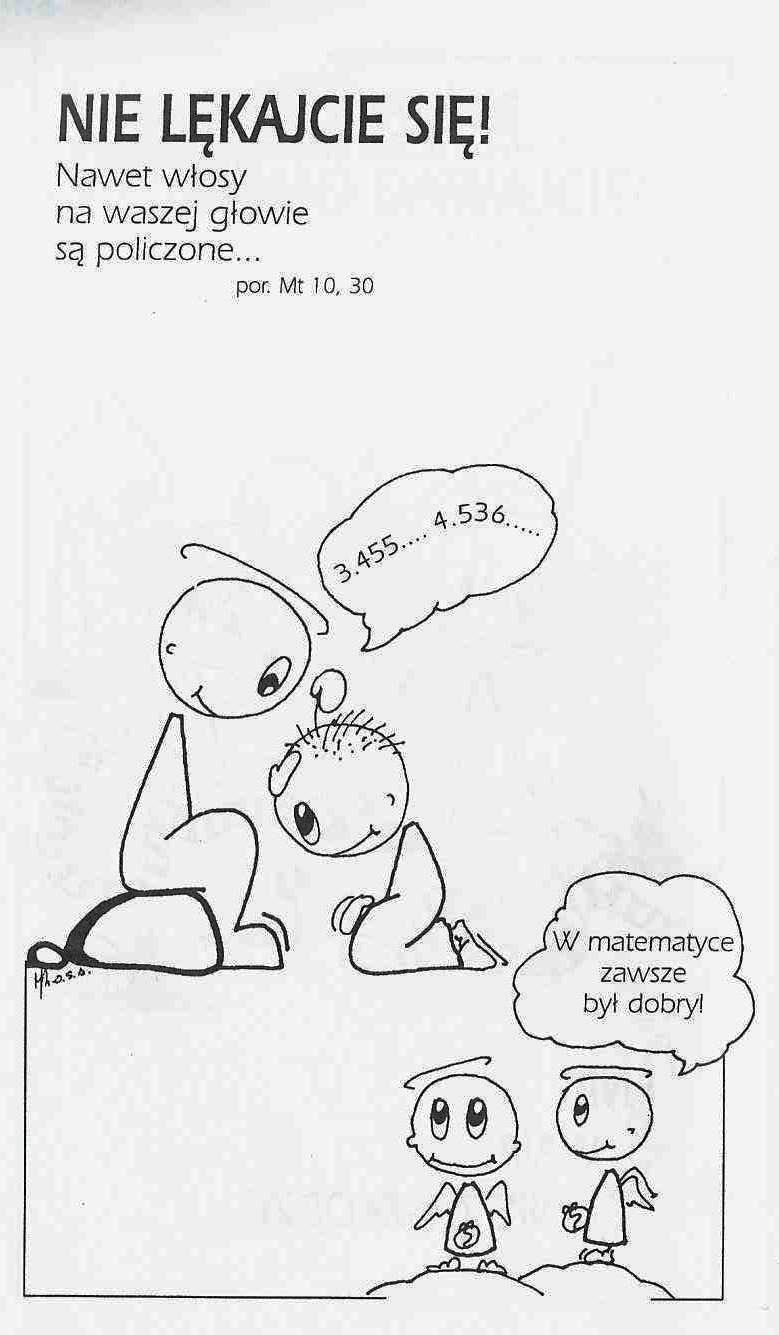 NIE LĘKAJCIE SIĘ!
Nawet włosy
na waszej głowie
są policzone...
por. Mt 10, 30
3.455.... 4.536.....
W matematyce
zawsze
był dobry!